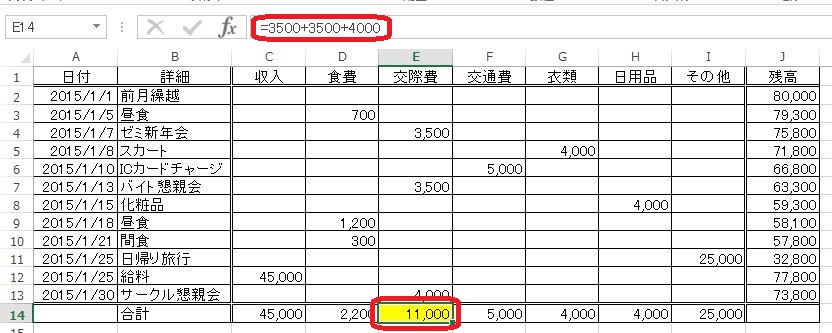 E14 fx =3500+3500+4000
A B C D E F G H I J
1 日付 詳細 収入 食費 交際費 交通費 衣類 日用品 その他 残高
2 2015/1/1 前月繰越 80,000
3 2015/1/5 昼食 700 79,300
4 2015/1/7 ゼミ新年会 3,500 75,800
5 2015/1/8 スカート 4,000 71,800
6 2015/1/10 ICカードチャージ 5,000 66,800
7 2015/1/13 バイト懇親会 3,500 63,300
8 2015/1/15 化粧品 4,000 59,300
9 2015/1/18 昼食 1,200 58,100
10 2015/1/21 間食 300 57,800
11 2015/1/25 日帰り旅行 25,000 32,800
12 2015/1/25 給料 45,000 77,800
13 2015/1/30 サークル懇親会 4,000 73,800
14 合計 45,000 2,200 11,000 5,000 4,000 4,000 25,000